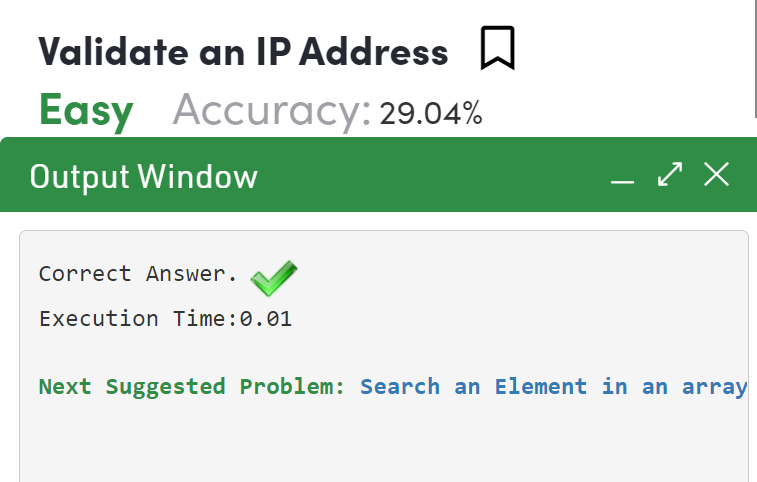 Validate an IP Address
Easy Accuracy: 29.04%
Output Window
Correct Answer.
Execution Time:0.01
Next Suggested Problem: Search an Element in an array